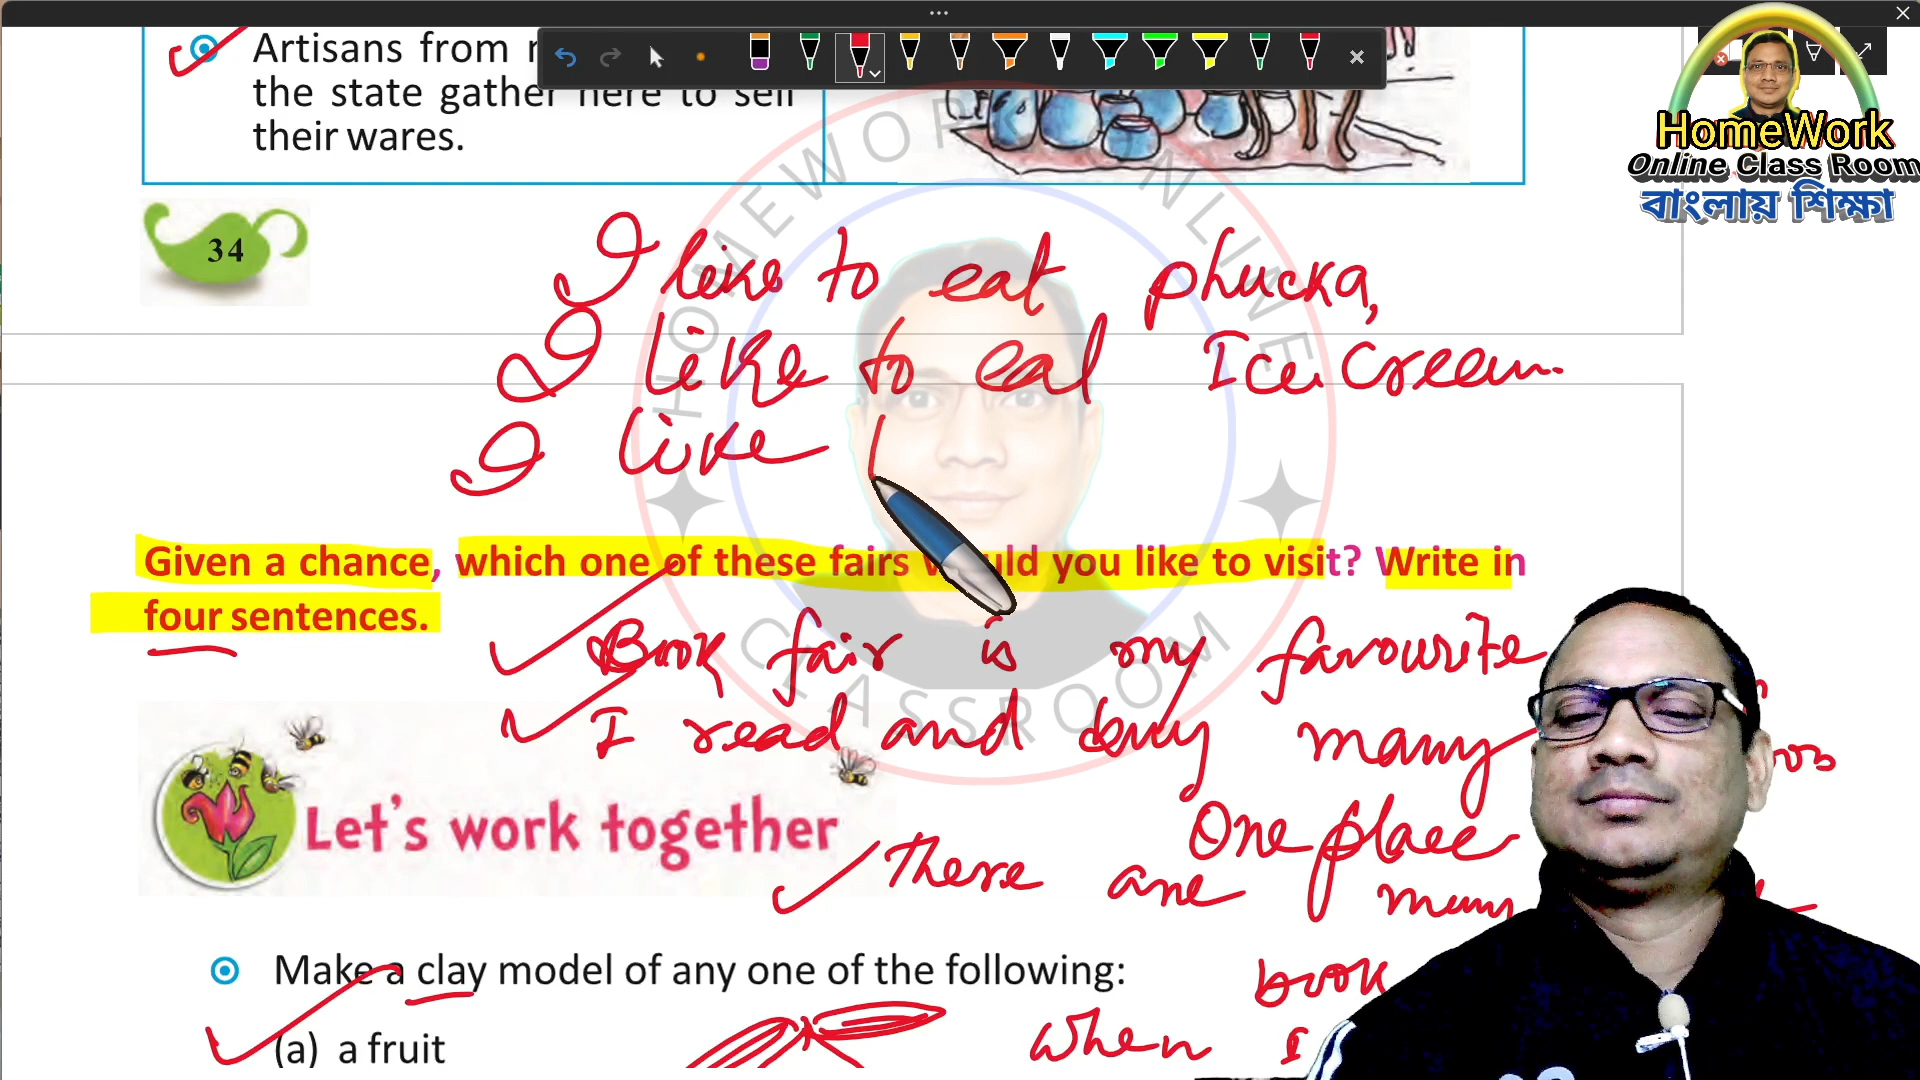 Artisans from
the state gather here to sell
their wares.
HomeWork
Online Class Room
বাংলায় শিক্ষা
34
I like to eat phucka,
I like to eat Ice cream.
I like t
Given a chance, which one of these fairs would you like to visit? Write in
four sentences.
Book fair is my favourite
I read and buy many
One place
There are many
book
When I
Let's work together
Make a clay model of any one of the following:
(a) a fruit
HOMEWORK ONLINE
CLASSROOM